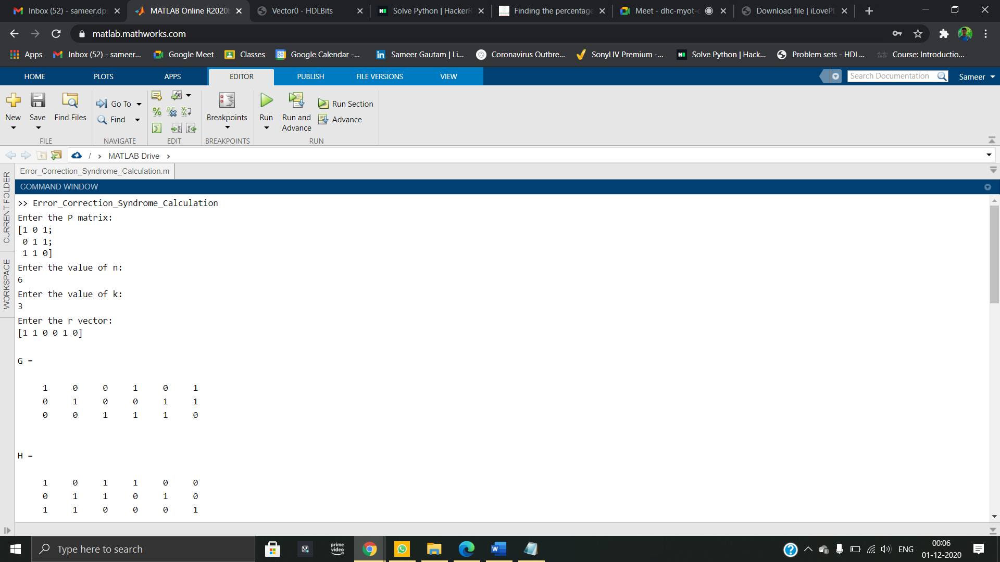 Inbox (52) - sameer.dps
MATLAB Online R2020b
Vector0 - HDLBits
Solve Python | HackerR
Finding the percentage
Meet - dhc-myot-c
Download file | iLovePD
matlab.mathworks.com
Apps
Inbox (52) - sameer...
Google Meet
Classes
Google Calendar -...
Sameer Gautam | Li...
Coronavirus Outbre...
SonyLIV Premium -...
Solve Python | Hack...
Problem sets - HDL...
Course: Introductio...
HOME PLOTS APPS EDITOR PUBLISH FILE VERSIONS VIEW
Search Documentation
Sameer
New
Save
Find Files
FILE
Go To
Find
NAVIGATE
EDIT
Breakpoints
BREAKPOINTS
Run
Run and
Advance
Run Section
Advance
RUN
/ › MATLAB Drive ›
CURRENT FOLDER
WORKSPACE
Error_Correction_Syndrome_Calculation.m
COMMAND WINDOW
>> Error_Correction_Syndrome_Calculation
Enter the P matrix:
[1 0 1;
0 1 1;
1 1 0]
Enter the value of n:
6
Enter the value of k:
3
Enter the r vector:
[1 1 0 0 1 0]
G =
1 0 0 1 0 1
0 1 0 0 1 1
0 0 1 1 1 0
H =
1 0 1 1 0 0
0 1 1 0 1 0
1 1 0 0 0 1
Type here to search
prime
video
ENG
00:06
01-12-2020